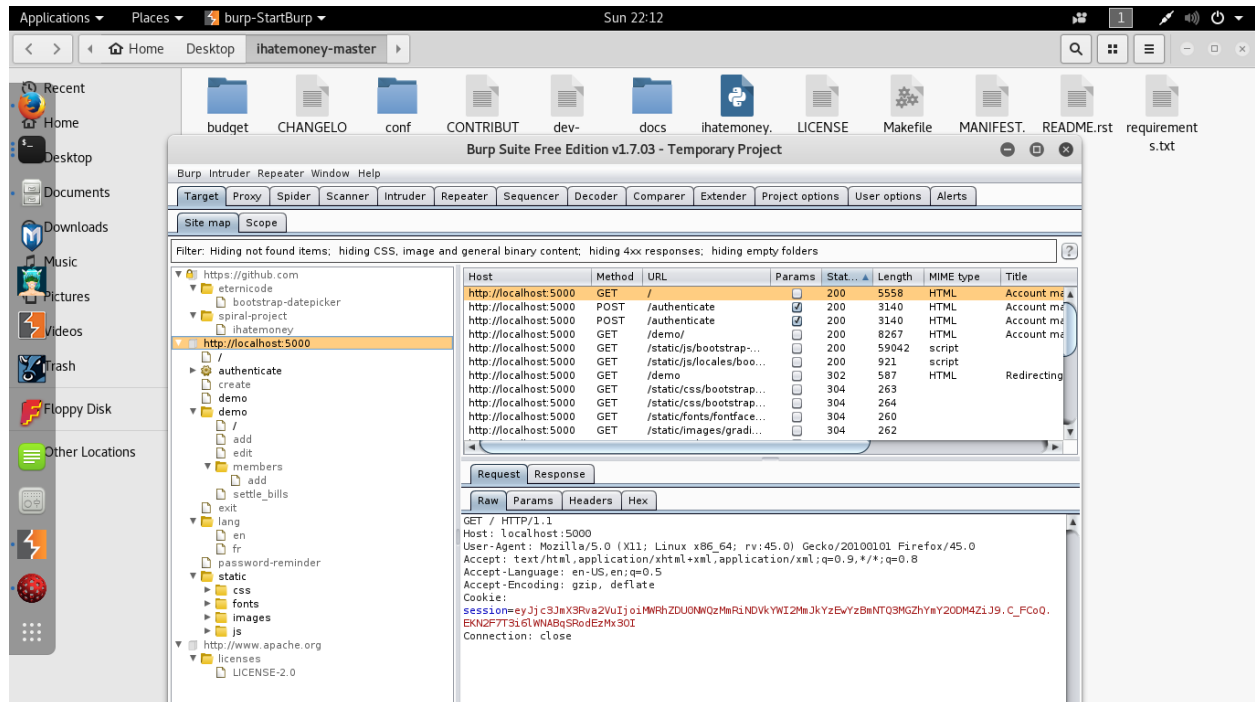 Applications Places burp-StartBurp Sun 22:12 1
Home Desktop ihatemoney-master
Recent
Home
Desktop
Documents
Downloads
Music
Pictures
Videos
Trash
Floppy Disk
Other Locations
budget CHANGELO conf CONTRIBUT dev- docs ihatemoney. LICENSE Makefile MANIFEST. README.rst requirement
s.txt
Burp Suite Free Edition v1.7.03 - Temporary Project
Burp Intruder Repeater Window Help
Target Proxy Spider Scanner Intruder Repeater Sequencer Decoder Comparer Extender Project options User options Alerts
Site map Scope
Filter: Hiding not found items; hiding CSS, image and general binary content; hiding 4xx responses; hiding empty folders ?
https://github.com
eternicode
bootstrap-datepicker
spiral-project
ihatemoney
http://localhost:5000
/
authenticate
create
demo
demo
/
add
edit
members
add
settle_bills
exit
lang
en
fr
password-reminder
static
css
fonts
images
js
http://www.apache.org
licenses
LICENSE-2.0
Host Method URL Params Stat... Length MIME type Title
http://localhost:5000 GET / 200 5558 HTML Account ma
http://localhost:5000 POST /authenticate 200 3140 HTML Account ma
http://localhost:5000 POST /authenticate 200 3140 HTML Account ma
http://localhost:5000 GET /demo/ 200 8267 HTML Account ma
http://localhost:5000 GET /static/js/bootstrap-... 200 59042 script
http://localhost:5000 GET /static/js/locales/boo... 200 921 script
http://localhost:5000 GET /demo 302 587 HTML Redirecting
http://localhost:5000 GET /static/css/bootstrap... 304 263
http://localhost:5000 GET /static/css/bootstrap... 304 264
http://localhost:5000 GET /static/fonts/fontface... 304 260
http://localhost:5000 GET /static/images/gradi... 304 262
Request Response
Raw Params Headers Hex
GET / HTTP/1.1
Host: localhost:5000
User-Agent: Mozilla/5.0 (X11; Linux x86_64; rv:45.0) Gecko/20100101 Firefox/45.0
Accept: text/html,application/xhtml+xml,application/xml;q=0.9,*/*;q=0.8
Accept-Language: en-US,en;q=0.5
Accept-Encoding: gzip, deflate
Cookie:
session=eyJjc3JmX3Rva2VuIjoiMWRhZDU0NWQzMmRiNDVkYWI2MmJkYzEwYzBmNTQ3MGZhYmY2ODM4ZiJ9.C_FCoQ.
EKN2F7T3i6lWNABqSRodEzMx3OI
Connection: close